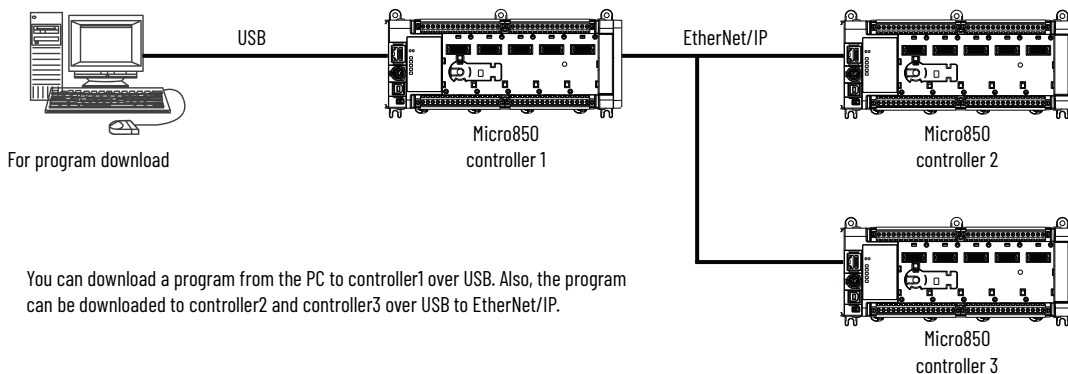 USB
EtherNet/IP
For program download
Micro850
controller 1
Micro850
controller 2
You can download a program from the PC to controller1 over USB. Also, the program
can be downloaded to controller2 and controller3 over USB to EtherNet/IP.
Micro850
controller 3